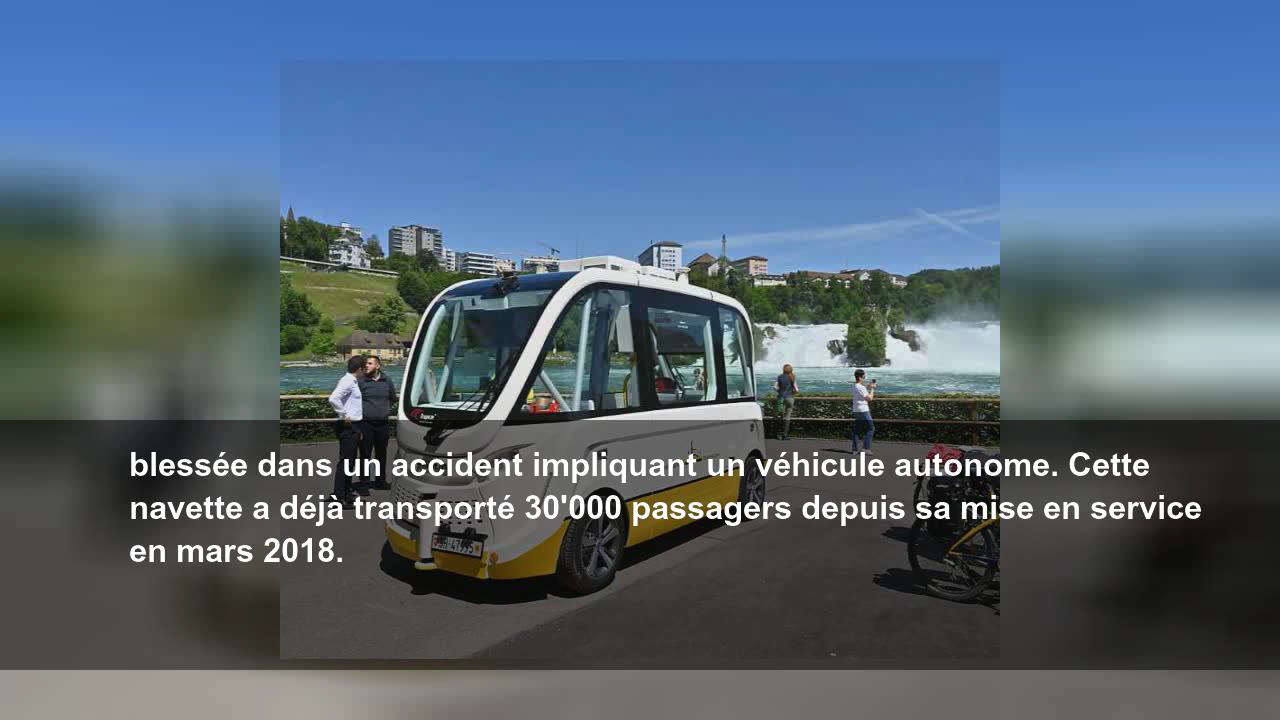 blessée dans un accident impliquant un véhicule autonome. Cette
navette a déjà transporté 30'000 passagers depuis sa mise en service
en mars 2018.